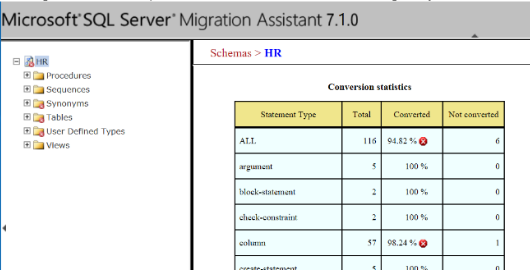 Microsoft® SQL Server® Migration Assistant 7.1.0
HR
Procedures
Sequences
Synonyms
Tables
User Defined Types
Views
Schemas > HR
Conversion statistics
Statement Type Total Converted Not converted
ALL 116 94.82 % 6
argument 5 100 % 0
block-statement 2 100 % 0
check-constraint 2 100 % 0
column 57 98.24 % 1
create-statement 5 100 % 0